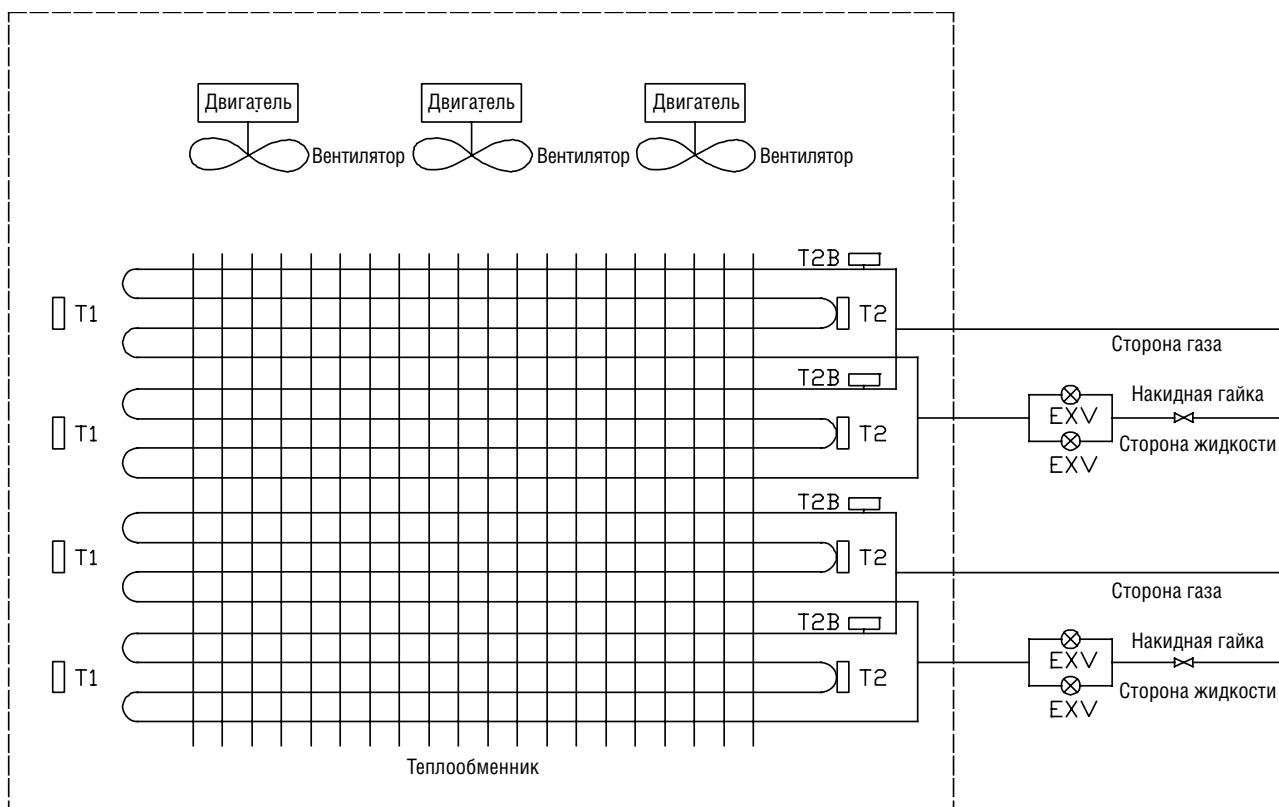 Двигатель
Двигатель
Двигатель
Вентилятор
Вентилятор
Вентилятор
T2B
T1
T2
Сторона газа
T2B
Накидная гайка
EXV
T1
T2
Сторона жидкости
EXV
T2B
T1
T2
Сторона газа
T2B
Накидная гайка
EXV
T1
T2
Сторона жидкости
EXV
Теплообменник